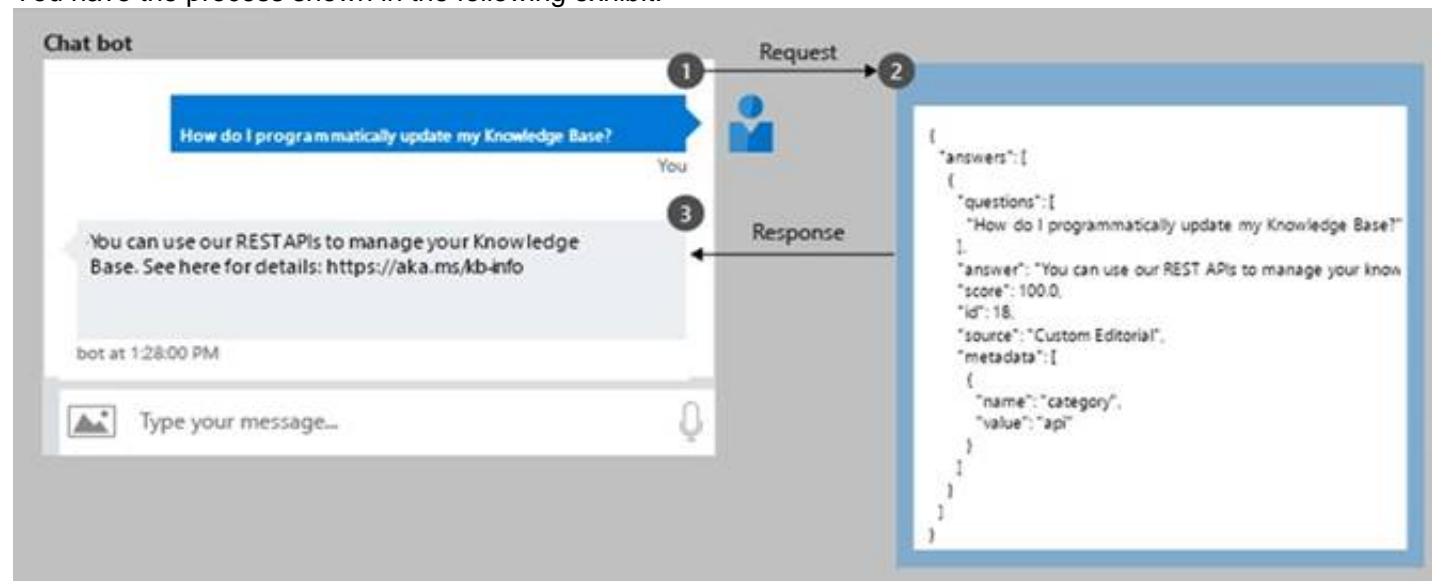 You have the process shown in the following exhibit.
Chat bot
1
Request
2
How do I programmatically update my Knowledge Base?
You
3
Response
You can use our REST APIs to manage your Knowledge
Base. See here for details: https://aka.ms/kb-info
bot at 1:28:00 PM
Type your message...
{
"answers": [
{
"questions": [
"How do I programmatically update my Knowledge Base?"
],
"answer": "You can use our REST APIs to manage your know
"score": 100.0,
"id": 18,
"source": "Custom Editorial",
"metadata": [
{
"name": "category",
"value": "api"
}
]
}
]
}